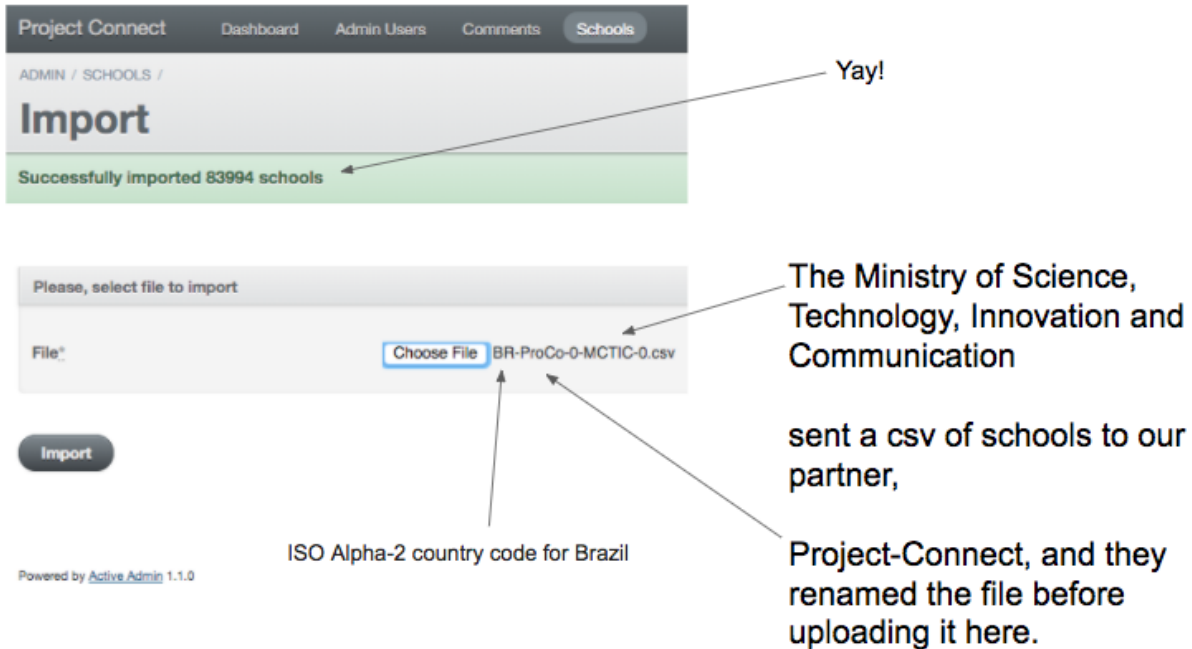 Project Connect Dashboard Admin Users Comments Schools
ADMIN / SCHOOLS /
Import
Successfully imported 83994 schools
Yay!
Please, select file to import
File*
Choose File BR-ProCo-0-MCTIC-0.csv
Import
The Ministry of Science,
Technology, Innovation and
Communication
sent a csv of schools to our
partner,
Project-Connect, and they
renamed the file before
uploading it here.
ISO Alpha-2 country code for Brazil
Powered by Active Admin 1.1.0